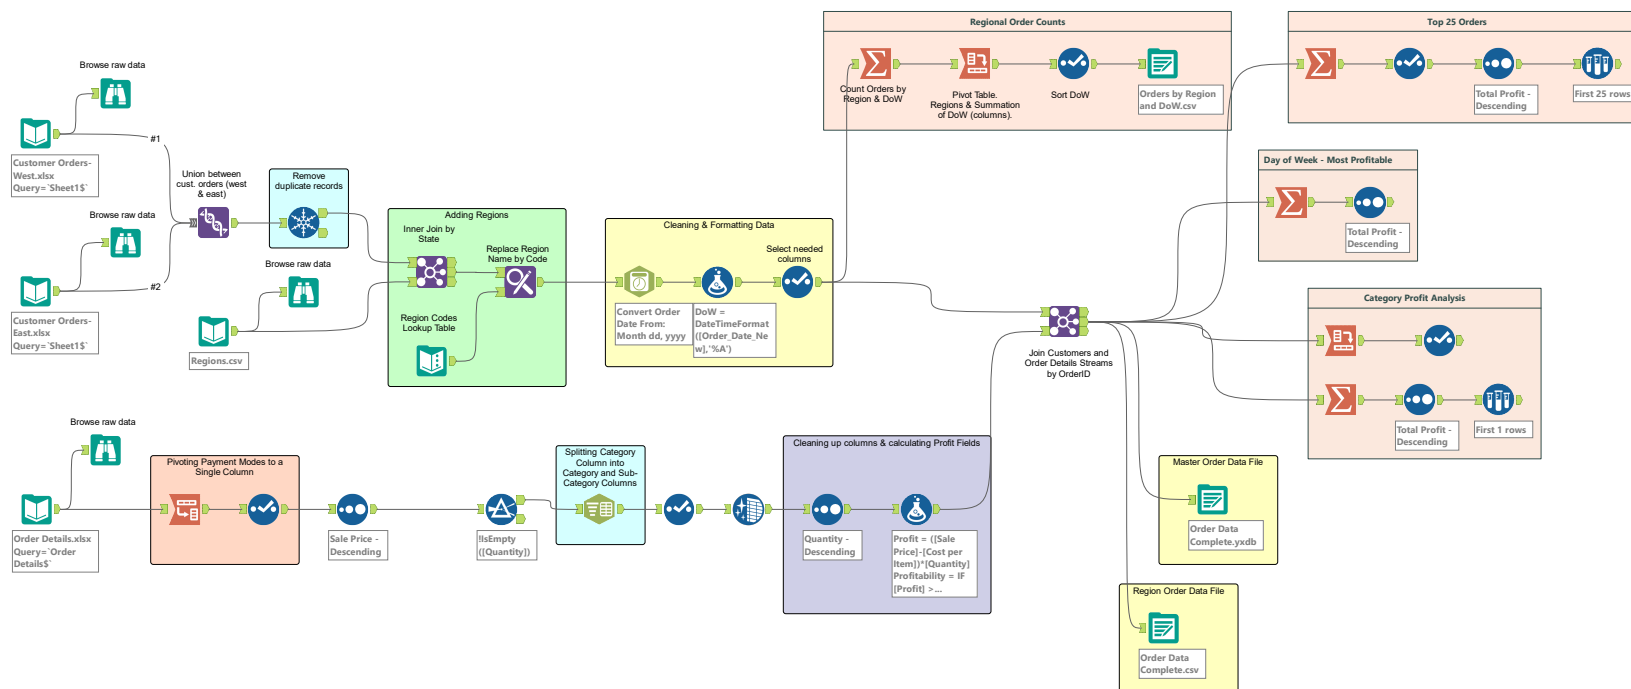 Regional Order Counts
Top 25 Orders
Browse raw data
Count Orders by
Region & DoW
Pivot Table.
Regions & Summation
of DoW (columns).
Sort DoW
Orders by Region
and DoW.csv
Total Profit -
Descending
First 25 rows
#1
Customer Orders-
West.xlsx
Query=`Sheet1$`
Union between
cust. orders (west
& east)
Remove
duplicate records
Day of Week - Most Profitable
Total Profit -
Descending
Browse raw data
Adding Regions
Inner Join by
State
Replace Region
Name by Code
Cleaning & Formatting Data
Select needed
columns
Browse raw data
#2
Customer Orders-
East.xlsx
Query=`Sheet1$`
Regions.csv
Region Codes
Lookup Table
Convert Order
Date From:
Month dd, yyyy
DoW =
DateTimeFormat
([Order_Date_Ne
w],'%A')
Join Customers and
Order Details Streams
by OrderID
Category Profit Analysis
Total Profit -
Descending
First 1 rows
Browse raw data
Pivoting Payment Modes to a
Single Column
Splitting Category
Column into
Category and Sub-
Category Columns
Cleaning up columns & calculating Profit Fields
Master Order Data File
Order Details.xlsx
Query=`Order
Details$`
Sale Price -
Descending
!IsEmpty
([Quantity])
Quantity -
Descending
Profit = ([Sale
Price]-[Cost per
Item])*[Quantity]
Profitability = IF
[Profit] >...
Order Data
Complete.yxdb
Region Order Data File
Order Data
Complete.csv